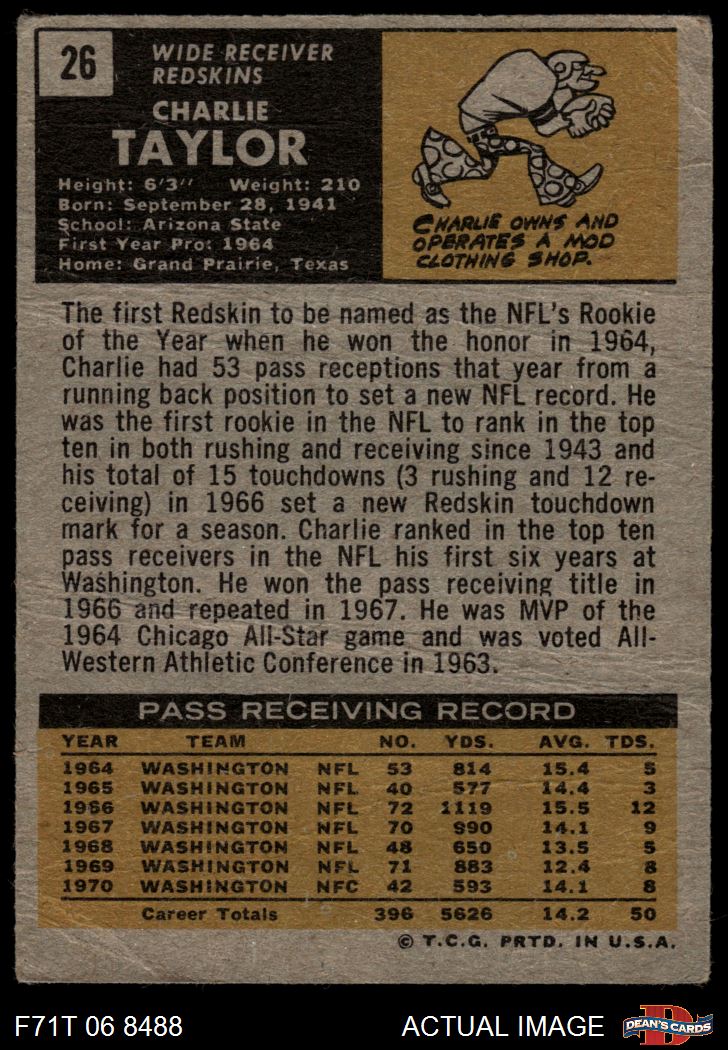 26
WIDE RECEIVER
REDSKINS
CHARLIE
TAYLOR
Height: 6'3" Weight: 210
Born: September 28, 1941
School: Arizona State
First Year Pro: 1964
Home: Grand Prairie, Texas
CHARLIE OWNS AND
OPERATES A MOD
CLOTHING SHOP.
The first Redskin to be named as the NFL's Rookie
of the Year when he won the honor in 1964,
Charlie had 53 pass receptions that year from a
running back position to set a new NFL record. He
was the first rookie in the NFL to rank in the top
ten in both rushing and receiving since 1943 and
his total of 15 touchdowns (3 rushing and 12 re-
ceiving) in 1966 set a new Redskin touchdown
mark for a season. Charlie ranked in the top ten
pass receivers in the NFL his first six years at
Washington. He won the pass receiving title in
1966 and repeated in 1967. He was MVP of the
1964 Chicago All-Star game and was voted All-
Western Athletic Conference in 1963.
PASS RECEIVING RECORD
YEAR TEAM NO. YDS. AVG. TDS.
1964 WASHINGTON NFL 53 814 15.4 5
1965 WASHINGTON NFL 40 577 14.4 3
1966 WASHINGTON NFL 72 1119 15.5 12
1967 WASHINGTON NFL 70 990 14.1 9
1968 WASHINGTON NFL 48 650 13.5 5
1969 WASHINGTON NFL 71 883 12.4 8
1970 WASHINGTON NFC 42 593 14.1 8
Career Totals 396 5626 14.2 50
© T.C.G. PRTD. IN U.S.A.
F71T 06 8488 ACTUAL IMAGE
D
DEAN'S CARDS